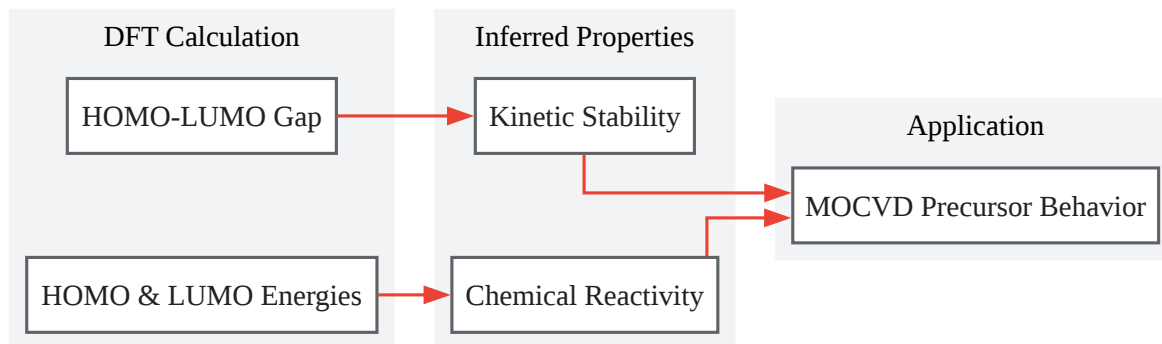 DFT Calculation
HOMO-LUMO Gap
HOMO & LUMO Energies
Inferred Properties
Kinetic Stability
Chemical Reactivity
Application
MOCVD Precursor Behavior